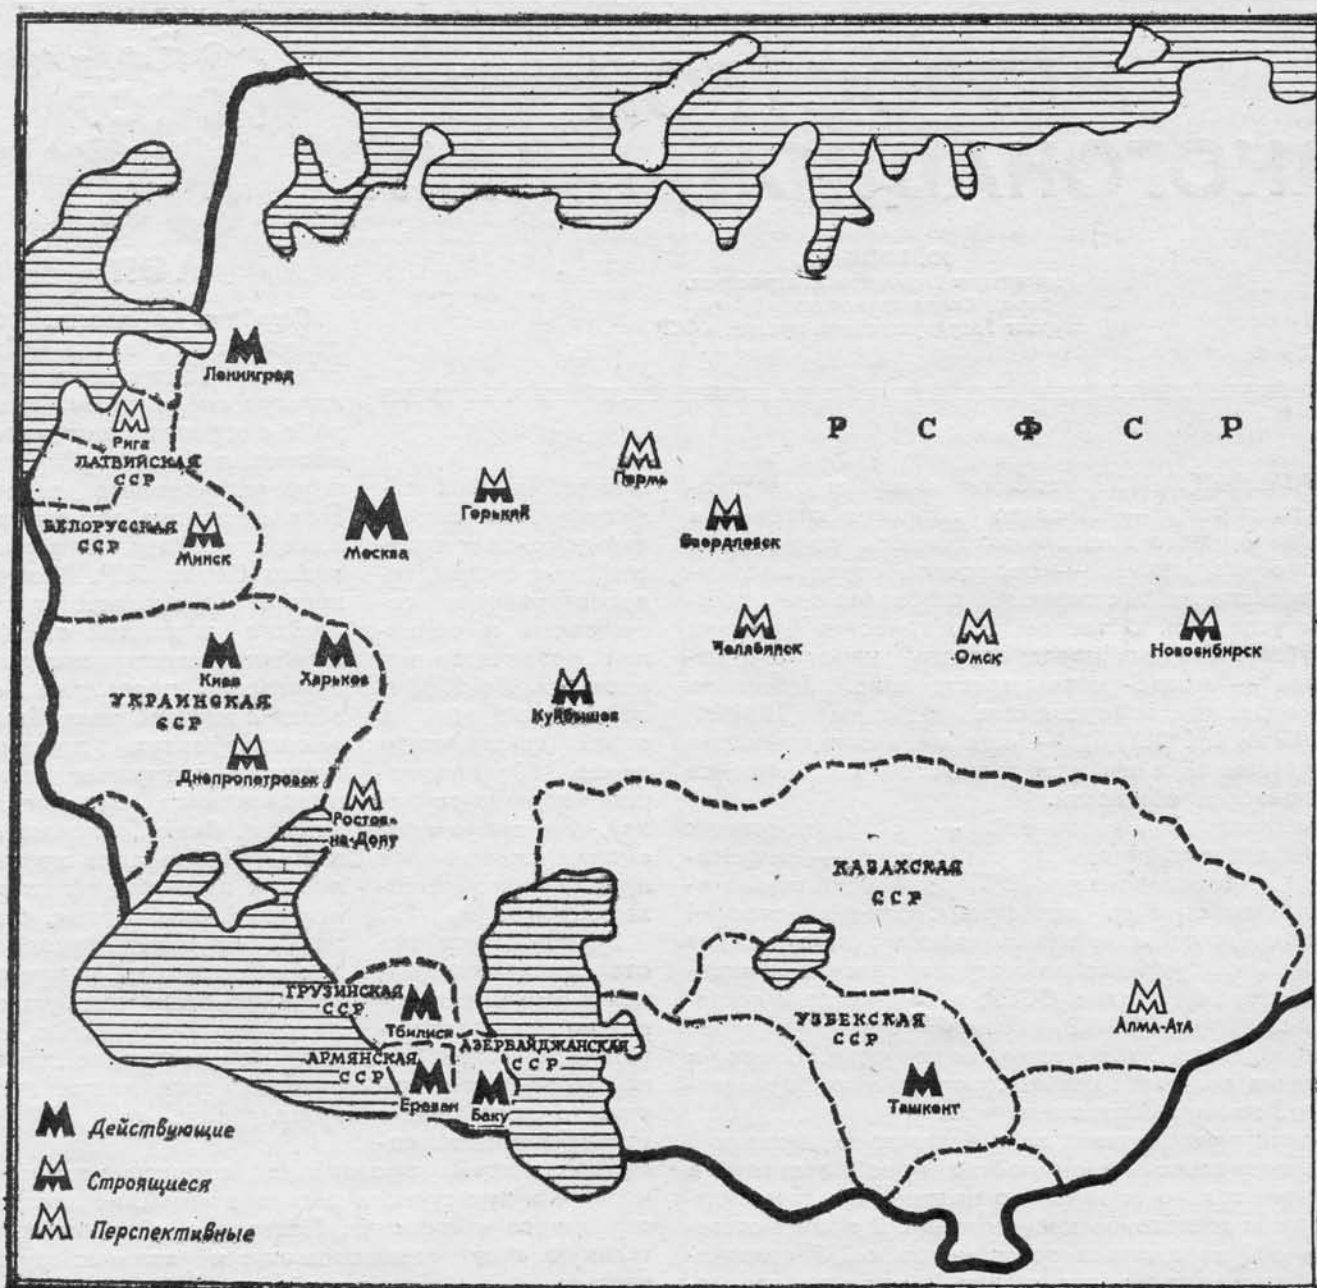 Ленинград
Р С Ф С Р
Рига
ЛАТВИЙСКАЯ
ССР
Пермь
Горький
Свердловск
БЕЛОРУССКАЯ
ССР
Минск
Москва
Челябинск
Омск
Новосибирск
Киев
Харьков
УКРАИНСКАЯ
ССР
Куйбышев
Днепропетровск
Ростов-
на-Дону
КАЗАХСКАЯ
ССР
ГРУЗИНСКАЯ
ССР
Тбилиси
УЗБЕКСКАЯ
ССР
Алма-Ата
АРМЯНСКАЯ
ССР
АЗЕРБАЙДЖАНСКАЯ
ССР
Ереван
Баку
Ташкент
М Действующие
М Строящиеся
М Перспективные